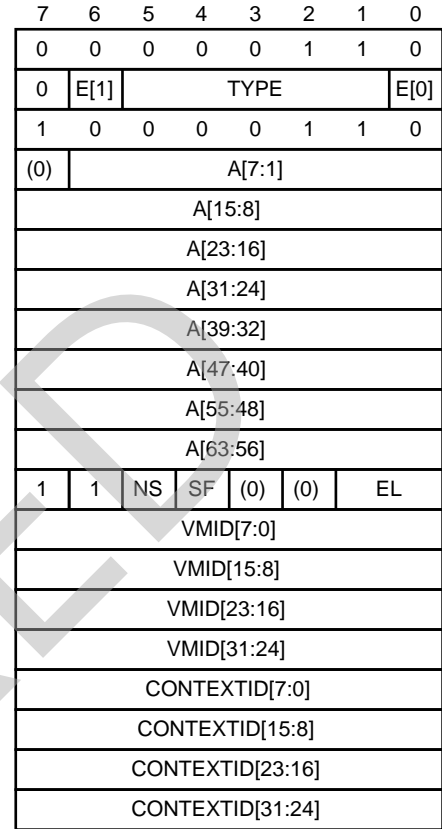 7 6 5 4 3 2 1 0
0 0 0 0 0 1 1 0
0 E[1] TYPE E[0]
1 0 0 0 0 1 1 0
(0) A[7:1]
A[15:8]
A[23:16]
A[31:24]
A[39:32]
A[47:40]
A[55:48]
A[63:56]
1 1 NS SF (0) (0) EL
VMID[7:0]
VMID[15:8]
VMID[23:16]
VMID[31:24]
CONTEXTID[7:0]
CONTEXTID[15:8]
CONTEXTID[23:16]
CONTEXTID[31:24]